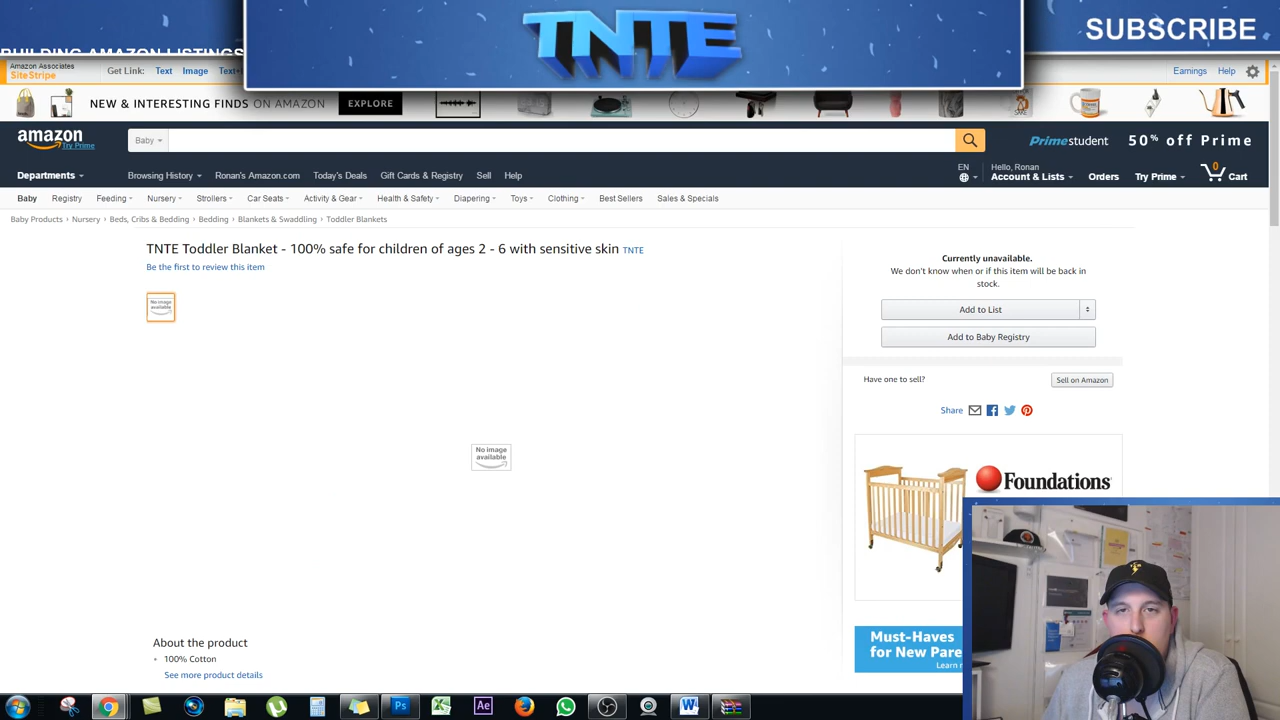 TNTE
SUBSCRIBE
BUILDING AMAZON LISTINGS
Amazon Associates
SiteStripe
Get Link: Text Image
Earnings Help
NEW & INTERESTING FINDS ON AMAZON EXPLORE
amazon
Try Prime
Baby
Prime student 50% off Prime
Departments
Browsing History Ronan's Amazon.com Today's Deals Gift Cards & Registry Sell Help
EN
Hello, Ronan
Account & Lists Orders Try Prime
0
Cart
Baby Registry Feeding Nursery Strollers Car Seats Activity & Gear Health & Safety Diapering Toys Clothing Best Sellers Sales & Specials
Baby Products › Nursery › Beds, Cribs & Bedding › Bedding › Blankets & Swaddling › Toddler Blankets
TNTE Toddler Blanket - 100% safe for children of ages 2 - 6 with sensitive skin TNTE
Be the first to review this item
No image
available
No image
available
Currently unavailable.
We don't know when or if this item will be back in
stock.
Add to List
Add to Baby Registry
Have one to sell?
Sell on Amazon
Share
Foundations
Must-Haves
for New Pare
Learn
About the product
• 100% Cotton
See more product details